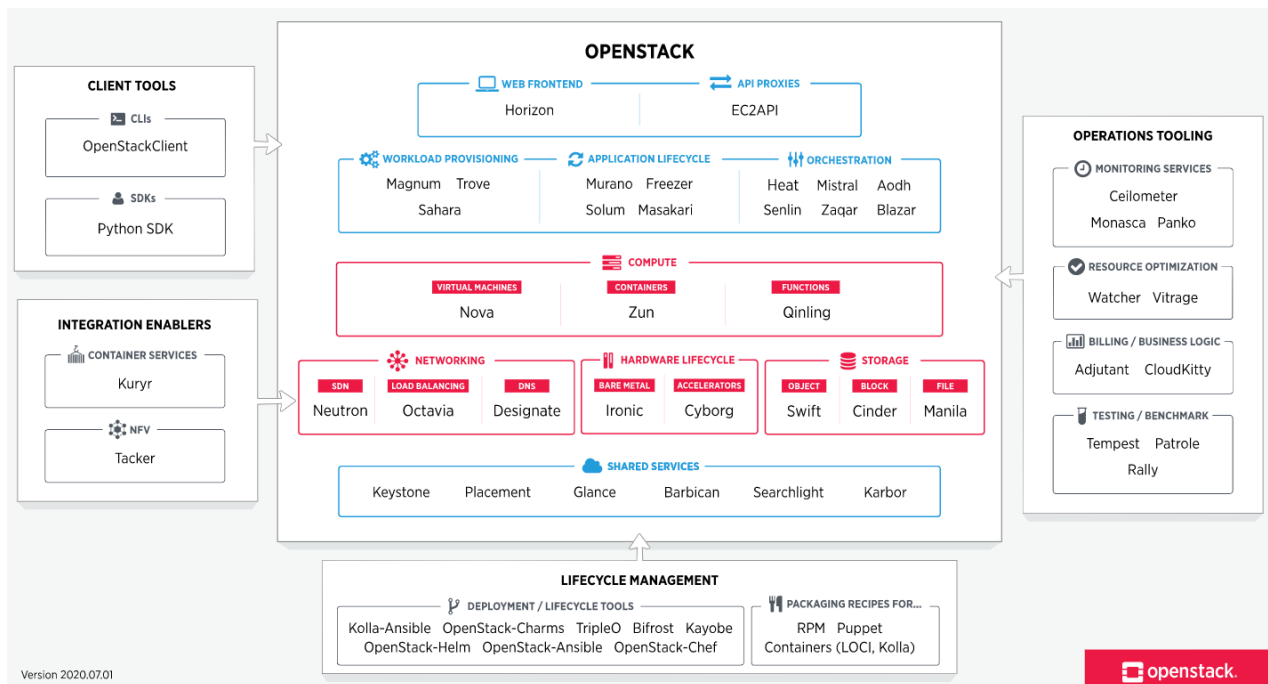 OPENSTACK
WEB FRONTEND
API PROXIES
Horizon
EC2API
WORKLOAD PROVISIONING
APPLICATION LIFECYCLE
ORCHESTRATION
Magnum Trove
Sahara
Murano Freezer
Solum Masakari
Heat Mistral Aodh
Senlin Zaqar Blazar
COMPUTE
VIRTUAL MACHINES
CONTAINERS
FUNCTIONS
Nova
Zun
Qinling
NETWORKING
SDN
LOAD BALANCING
DNS
Neutron
Octavia
Designate
HARDWARE LIFECYCLE
BARE METAL
ACCELERATORS
Ironic
Cyborg
STORAGE
OBJECT
BLOCK
FILE
Swift
Cinder
Manila
SHARED SERVICES
Keystone Placement Glance Barbican Searchlight Karbor
CLIENT TOOLS
CLIs
OpenStackClient
SDKs
Python SDK
INTEGRATION ENABLERS
CONTAINER SERVICES
Kuryr
NFV
Tacker
OPERATIONS TOOLING
MONITORING SERVICES
Ceilometer
Monasca Panko
RESOURCE OPTIMIZATION
Watcher Vitrage
BILLING / BUSINESS LOGIC
Adjutant CloudKitty
TESTING / BENCHMARK
Tempest Patrole
Rally
LIFECYCLE MANAGEMENT
DEPLOYMENT / LIFECYCLE TOOLS
Kolla-Ansible OpenStack-Charms TripleO Bifrost Kayobe
OpenStack-Helm OpenStack-Ansible OpenStack-Chef
PACKAGING RECIPES FOR...
RPM Puppet
Containers (LOCI, Kolla)
Version 2020.07.01
openstack.